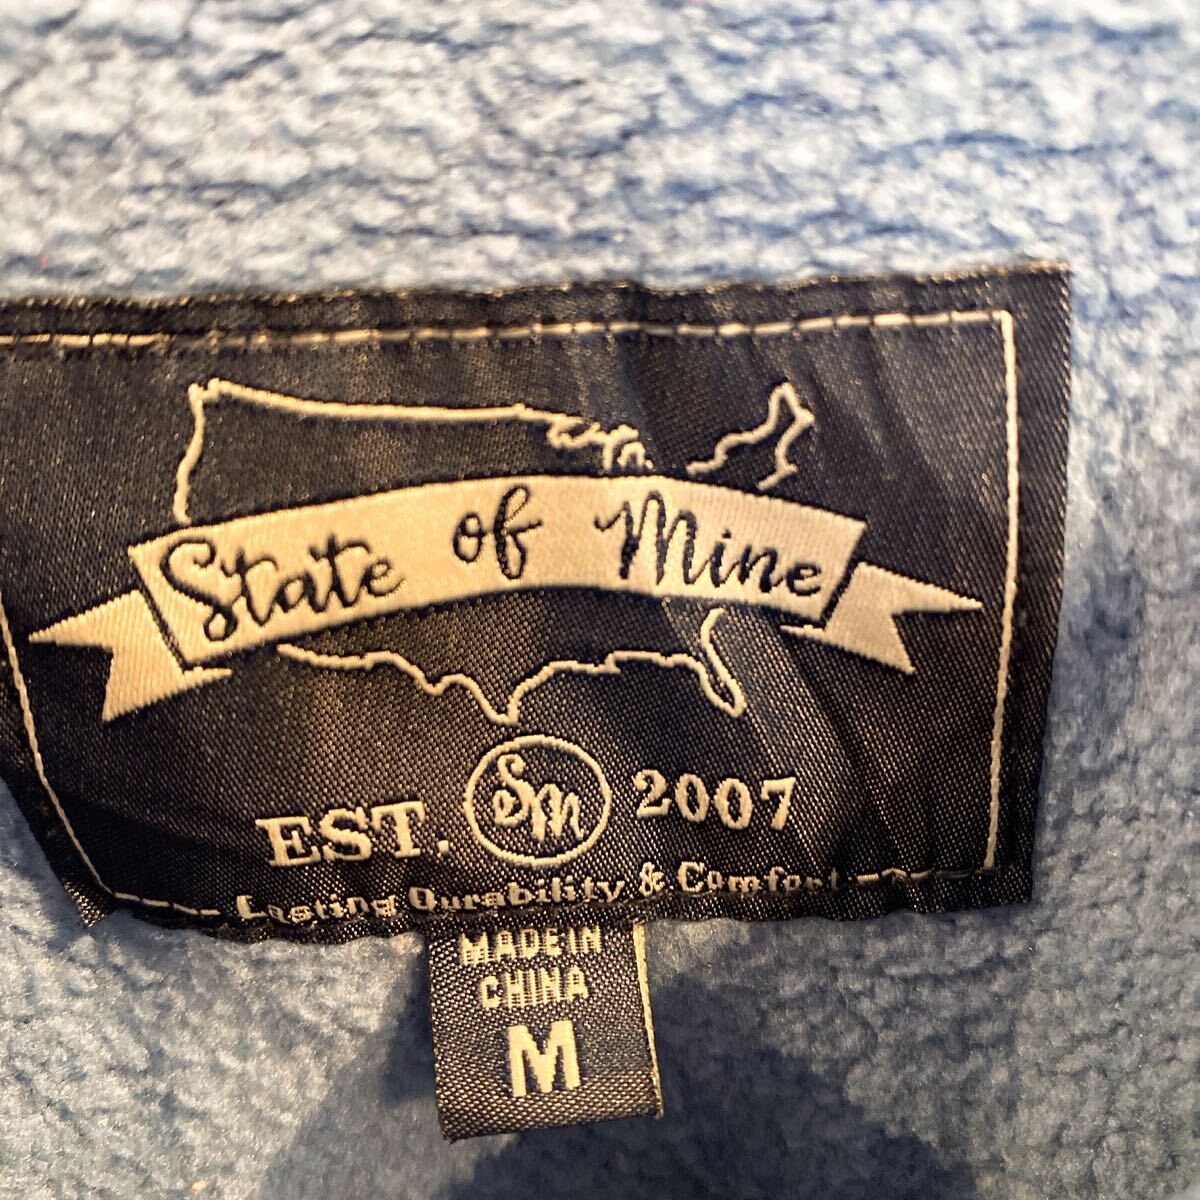 State of Mine
EST. SM 2007
Lasting Durability & Comfort
MADE IN
CHINA
M